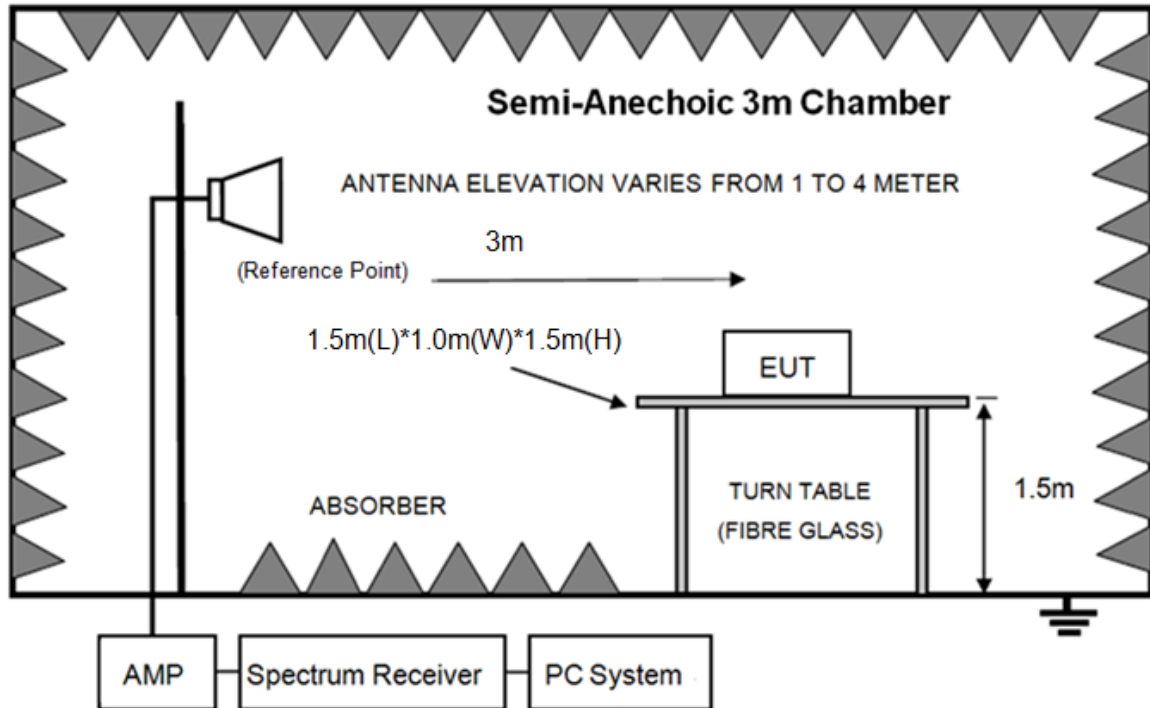 Semi-Anechoic 3m Chamber
ANTENNA ELEVATION VARIES FROM 1 TO 4 METER
3m
(Reference Point)
1.5m(L)*1.0m(W)*1.5m(H)
EUT
ABSORBER
TURN TABLE
(FIBRE GLASS)
1.5m
AMP
Spectrum Receiver
PC System